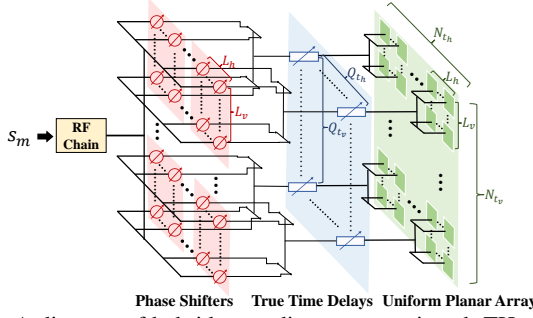 N_{t_h}
L_h
Q_{t_h}
L_h
L_v
L_v
Q_{t_v}
S_m
RF
Chain
N_{t_v}
Phase Shifters
True Time Delays
Uniform Planar Array